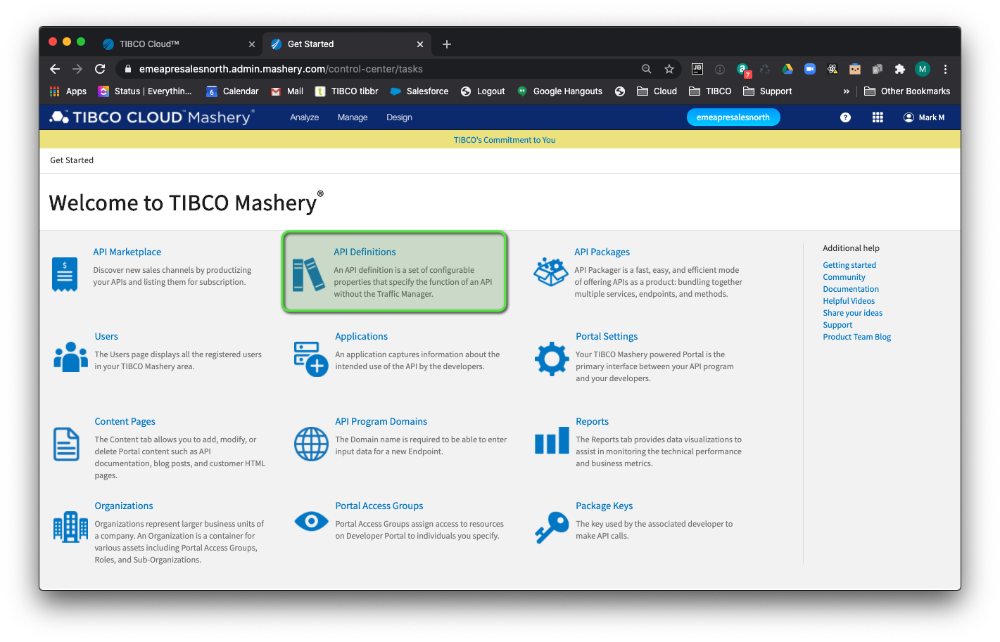 TIBCO Cloud™
Get Started
emeapresalesnorth.admin.mashery.com/control-center/tasks
JB
a
7
M
Apps
Status | Everythin...
6
Calendar
Mail
t
TIBCO tibbr
Salesforce
Logout
Google Hangouts
Cloud
TIBCO
Support
»
Other Bookmarks
TIBCO CLOUD™ Mashery®
Analyze
Manage
Design
emeapresalesnorth
?
Mark M
TIBCO's Commitment to You
Get Started
Welcome to TIBCO Mashery®
$
API Marketplace
Discover new sales channels by productizing
your APIs and listing them for subscription.
API Definitions
An API definition is a set of configurable
properties that specify the function of an API
without the Traffic Manager.
API Packages
API Packager is a fast, easy, and efficient mode
of offering APIs as a product: bundling together
multiple services, endpoints, and methods.
Users
The Users page displays all the registered users
in your TIBCO Mashery area.
Applications
An application captures information about the
intended use of the API by the developers.
Portal Settings
Your TIBCO Mashery powered Portal is the
primary interface between your API program
and your developers.
Content Pages
The Content tab allows you to add, modify, or
delete Portal content such as API
documentation, blog posts, and customer HTML
pages.
API Program Domains
The Domain name is required to be able to enter
input data for a new Endpoint.
Reports
The Reports tab provides data visualizations to
assist in monitoring the technical performance
and business metrics.
Organizations
Organizations represent larger business units of
a company. An Organization is a container for
various assets including Portal Access Groups,
Roles, and Sub-Organizations.
Portal Access Groups
Portal Access Groups assign access to resources
on Developer Portal to individuals you specify.
Package Keys
The key used by the associated developer to
make API calls.
Additional help
Getting started
Community
Documentation
Helpful Videos
Share your ideas
Support
Product Team Blog